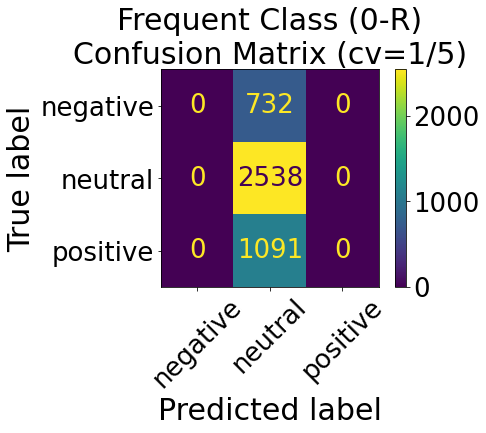 Frequent Class (0-R)
Confusion Matrix (cv=1/5)
True label
negative 0 732 0
neutral 0 2538 0
positive 0 1091 0
negative neutral positive
Predicted label
2000
1000
0